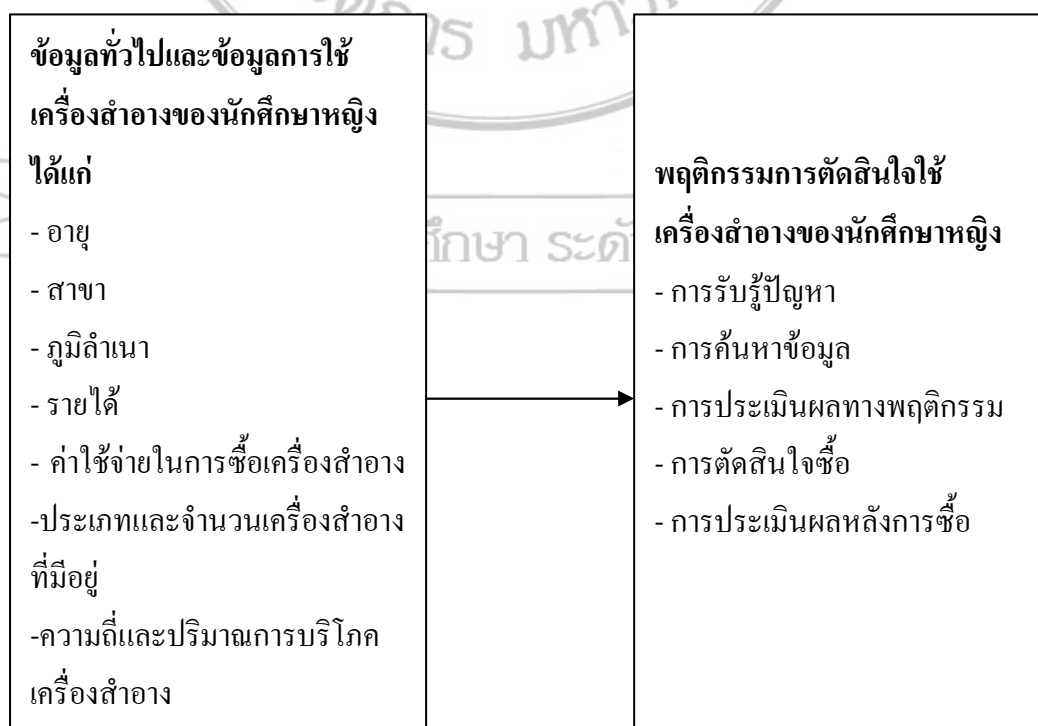 ข้อมูลทั่วไปและข้อมูลการใช้
เครื่องสำอางของนักศึกษาหญิง
ได้แก่
- อายุ
- สาขา
- ภูมิลำเนา
- รายได้
- ค่าใช้จ่ายในการซื้อเครื่องสำอาง
-ประเภทและจำนวนเครื่องสำอาง
ที่มีอยู่
-ความถี่และปริมาณการบริโภค
เครื่องสำอาง
พฤติกรรมการตัดสินใจใช้
เครื่องสำอางของนักศึกษาหญิง
- การรับรู้ปัญหา
- การค้นหาข้อมูล
- การประเมินผลทางพฤติกรรม
- การตัดสินใจซื้อ
- การประเมินผลหลังการซื้อ